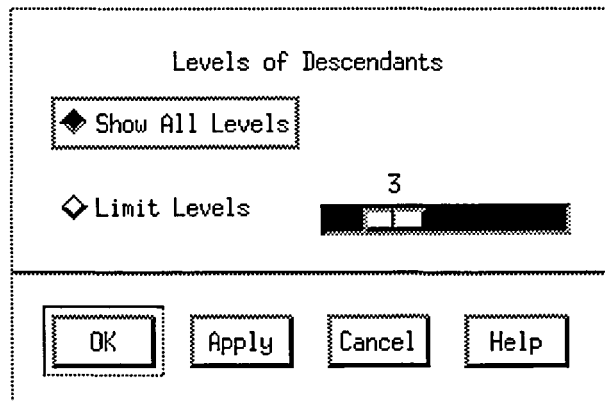 Levels of Descendants
Show All Levels
3
Limit Levels
OK Apply Cancel Help